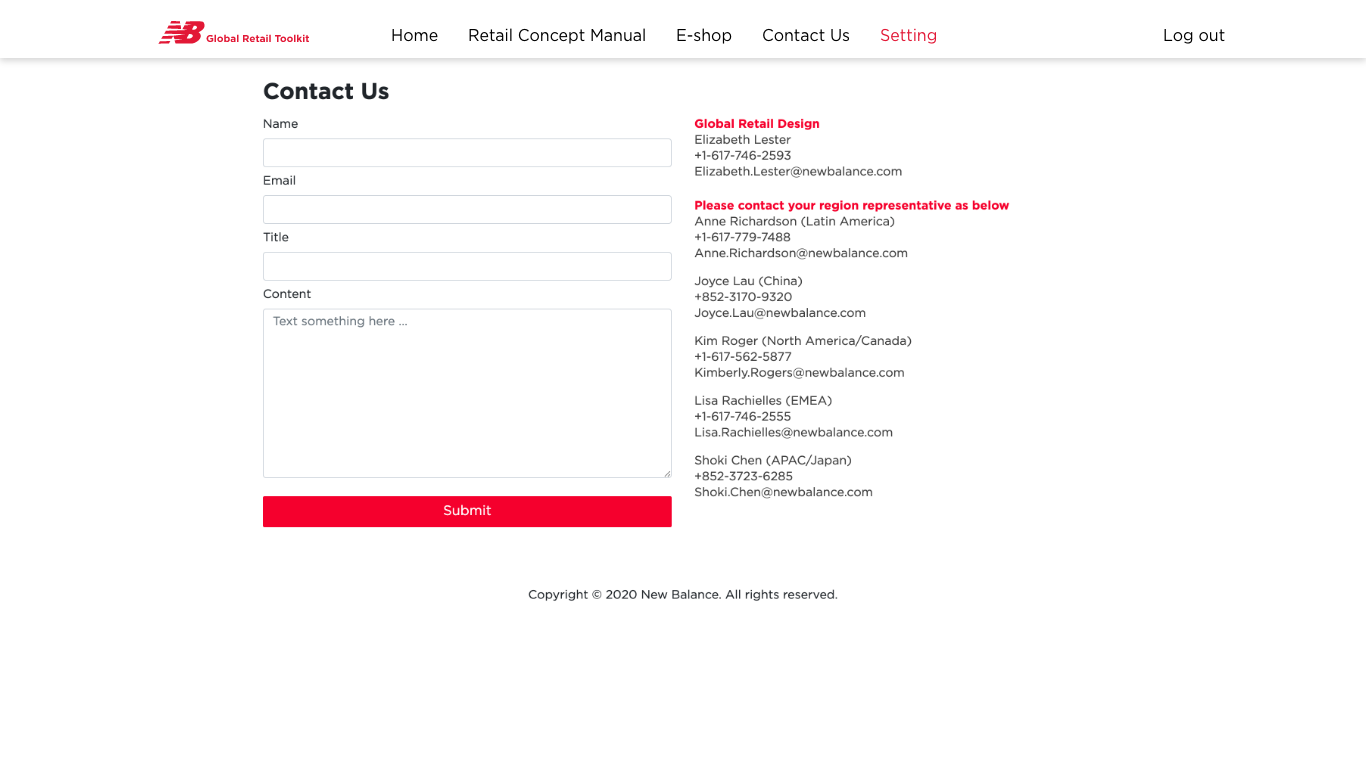 NB Global Retail Toolkit
Home
Retail Concept Manual
E-shop
Contact Us
Setting
Log out
Contact Us
Name
Email
Title
Content
Text something here ...
Submit
Global Retail Design
Elizabeth Lester
+1-617-746-2593
Elizabeth.Lester@newbalance.com
Please contact your region representative as below
Anne Richardson (Latin America)
+1-617-779-7488
Anne.Richardson@newbalance.com
Joyce Lau (China)
+852-3170-9320
Joyce.Lau@newbalance.com
Kim Roger (North America/Canada)
+1-617-562-5877
Kimberly.Rogers@newbalance.com
Lisa Rachielles (EMEA)
+1-617-746-2555
Lisa.Rachielles@newbalance.com
Shoki Chen (APAC/Japan)
+852-3723-6285
Shoki.Chen@newbalance.com
Copyright © 2020 New Balance. All rights reserved.